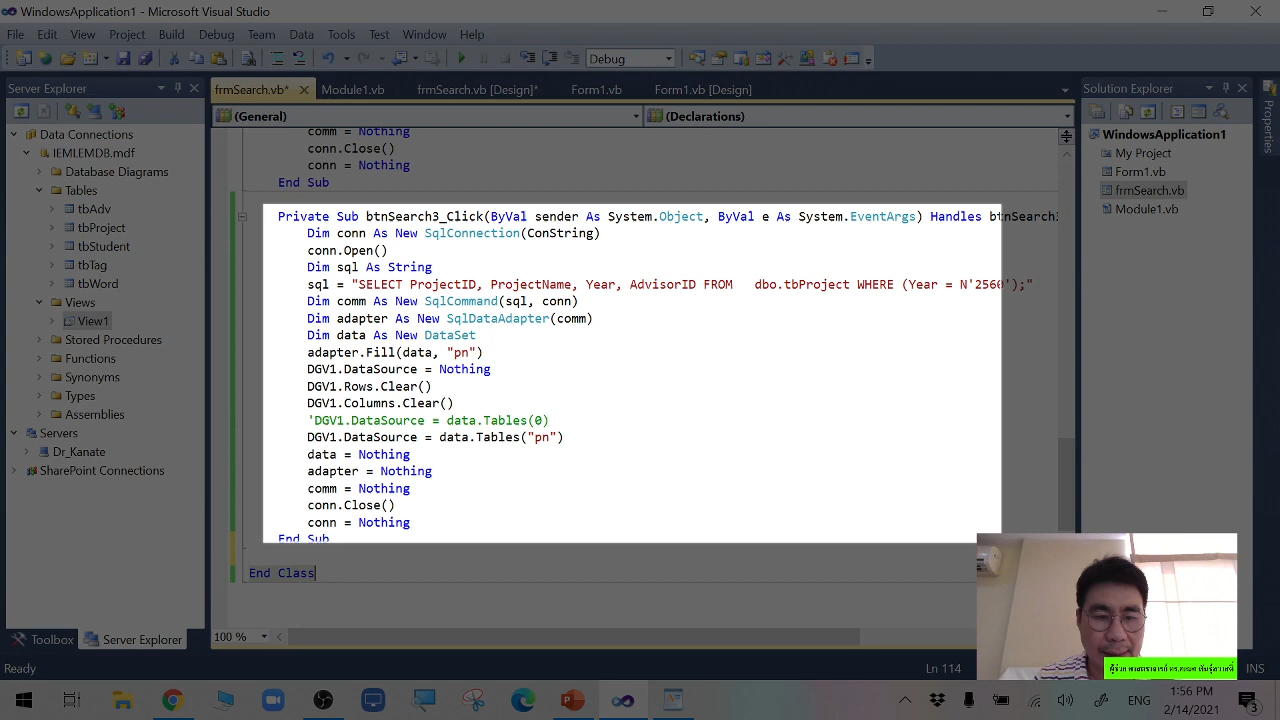 WindowsApplication1 - Microsoft Visual Studio
File Edit View Project Build Debug Team Data Tools Test Window Help
Debug
Server Explorer
frmSearch.vb* Module1.vb frmSearch.vb [Design]* Form1.vb Form1.vb [Design]
Solution Explorer
Properties
(General) (Declarations)
Data Connections
IEMLEMDB.mdf
Database Diagrams
Tables
tbAdv
tbProject
tbStudent
tbTag
tbWord
Views
View1
Stored Procedures
Functions
Synonyms
Types
Assemblies
Servers
Dr_Kanate
SharePoint Connections
WindowsApplication1
My Project
Form1.vb
frmSearch.vb
Module1.vb
comm = Nothing
conn.Close()
conn = Nothing
End Sub
Private Sub btnSearch3_Click(ByVal sender As System.Object, ByVal e As System.EventArgs) Handles btnSearch3
Dim conn As New SqlConnection(ConString)
conn.Open()
Dim sql As String
sql = "SELECT ProjectID, ProjectName, Year, AdvisorID FROM   dbo.tbProject WHERE (Year = N'2560');"
Dim comm As New SqlCommand(sql, conn)
Dim adapter As New SqlDataAdapter(comm)
Dim data As New DataSet
adapter.Fill(data, "pn")
DGV1.DataSource = Nothing
DGV1.Rows.Clear()
DGV1.Columns.Clear()
'DGV1.DataSource = data.Tables(0)
DGV1.DataSource = data.Tables("pn")
data = Nothing
adapter = Nothing
comm = Nothing
conn.Close()
conn = Nothing
End Sub
End Class
100 %
Toolbox Server Explorer
Ready Ln 114 INS
ENG 1:56 PM
2/14/2021
3